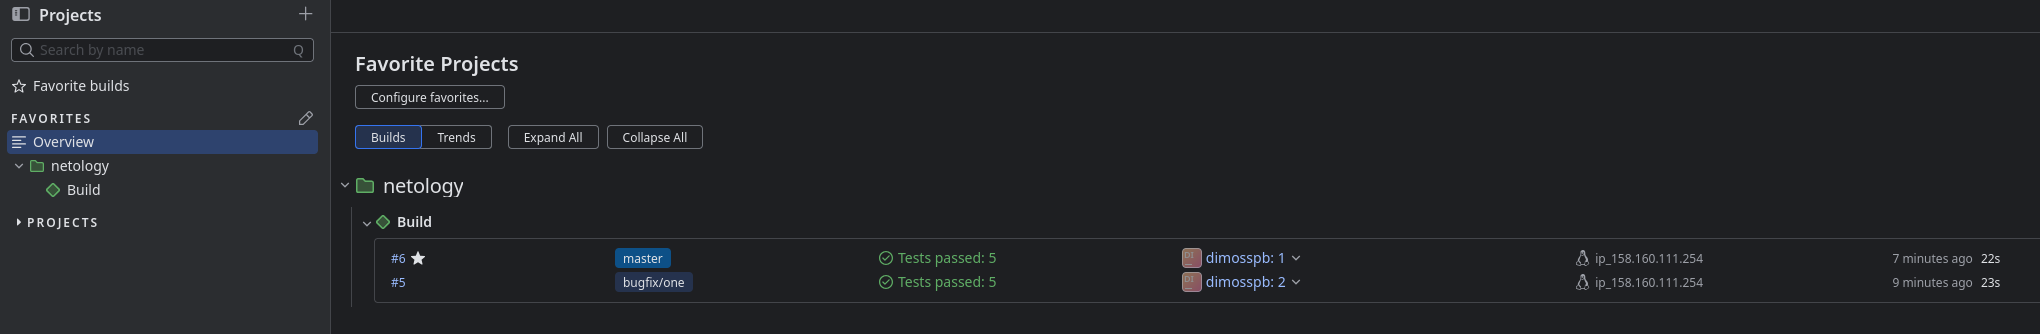 Projects
Search by name Q
Favorite builds
FAVORITES
Overview
netology
Build
PROJECTS
Favorite Projects
Configure favorites...
Builds Trends Expand All Collapse All
netology
Build
#6 master Tests passed: 5 DI dimosspb: 1 ip_158.160.111.254 7 minutes ago 22s
#5 bugfix/one Tests passed: 5 DI dimosspb: 2 ip_158.160.111.254 9 minutes ago 23s